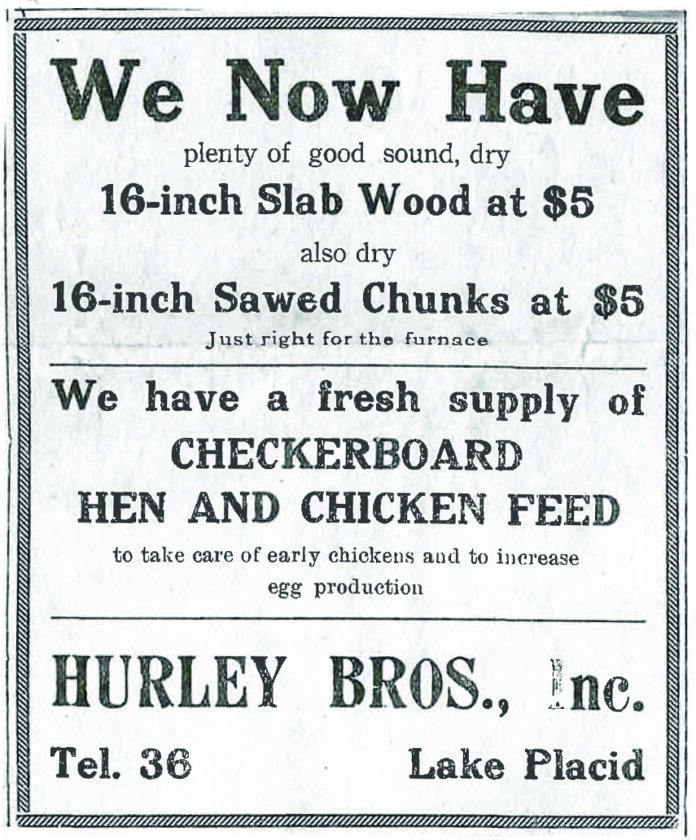 We Now Have
plenty of good sound, dry
16-inch Slab Wood at $5
also dry
16-inch Sawed Chunks at $5
Just right for the furnace
We have a fresh supply of
CHECKERBOARD
HEN AND CHICKEN FEED
to take care of early chickens and to increase
egg production
HURLEY BROS., Inc.
Tel. 36 Lake Placid